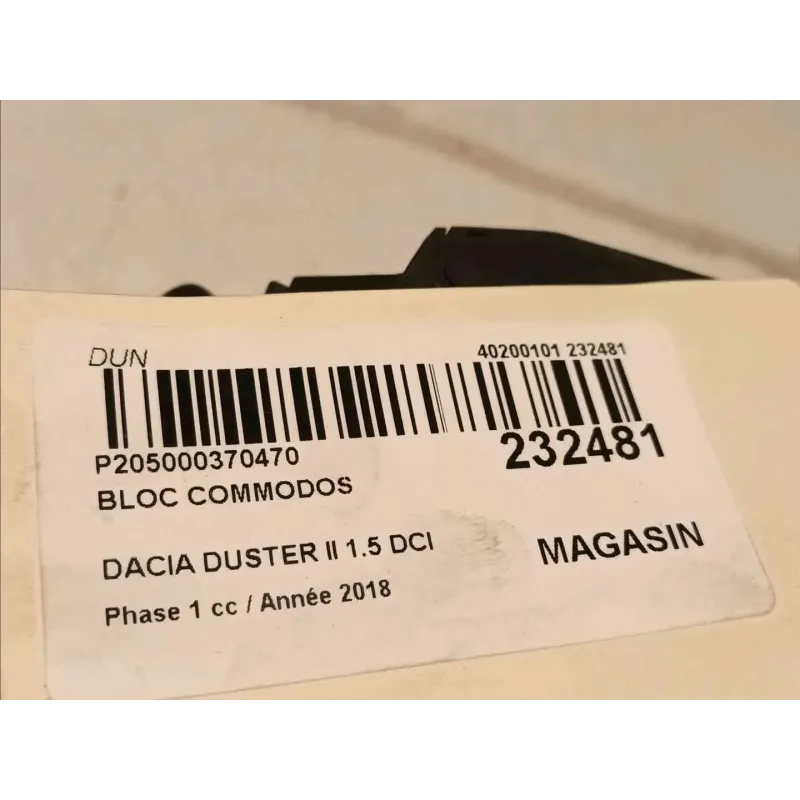 DUN
40200101 232481
P205000370470
232481
BLOC COMMODOS
DACIA DUSTER II 1.5 DCI
MAGASIN
Phase 1 cc / Année 2018